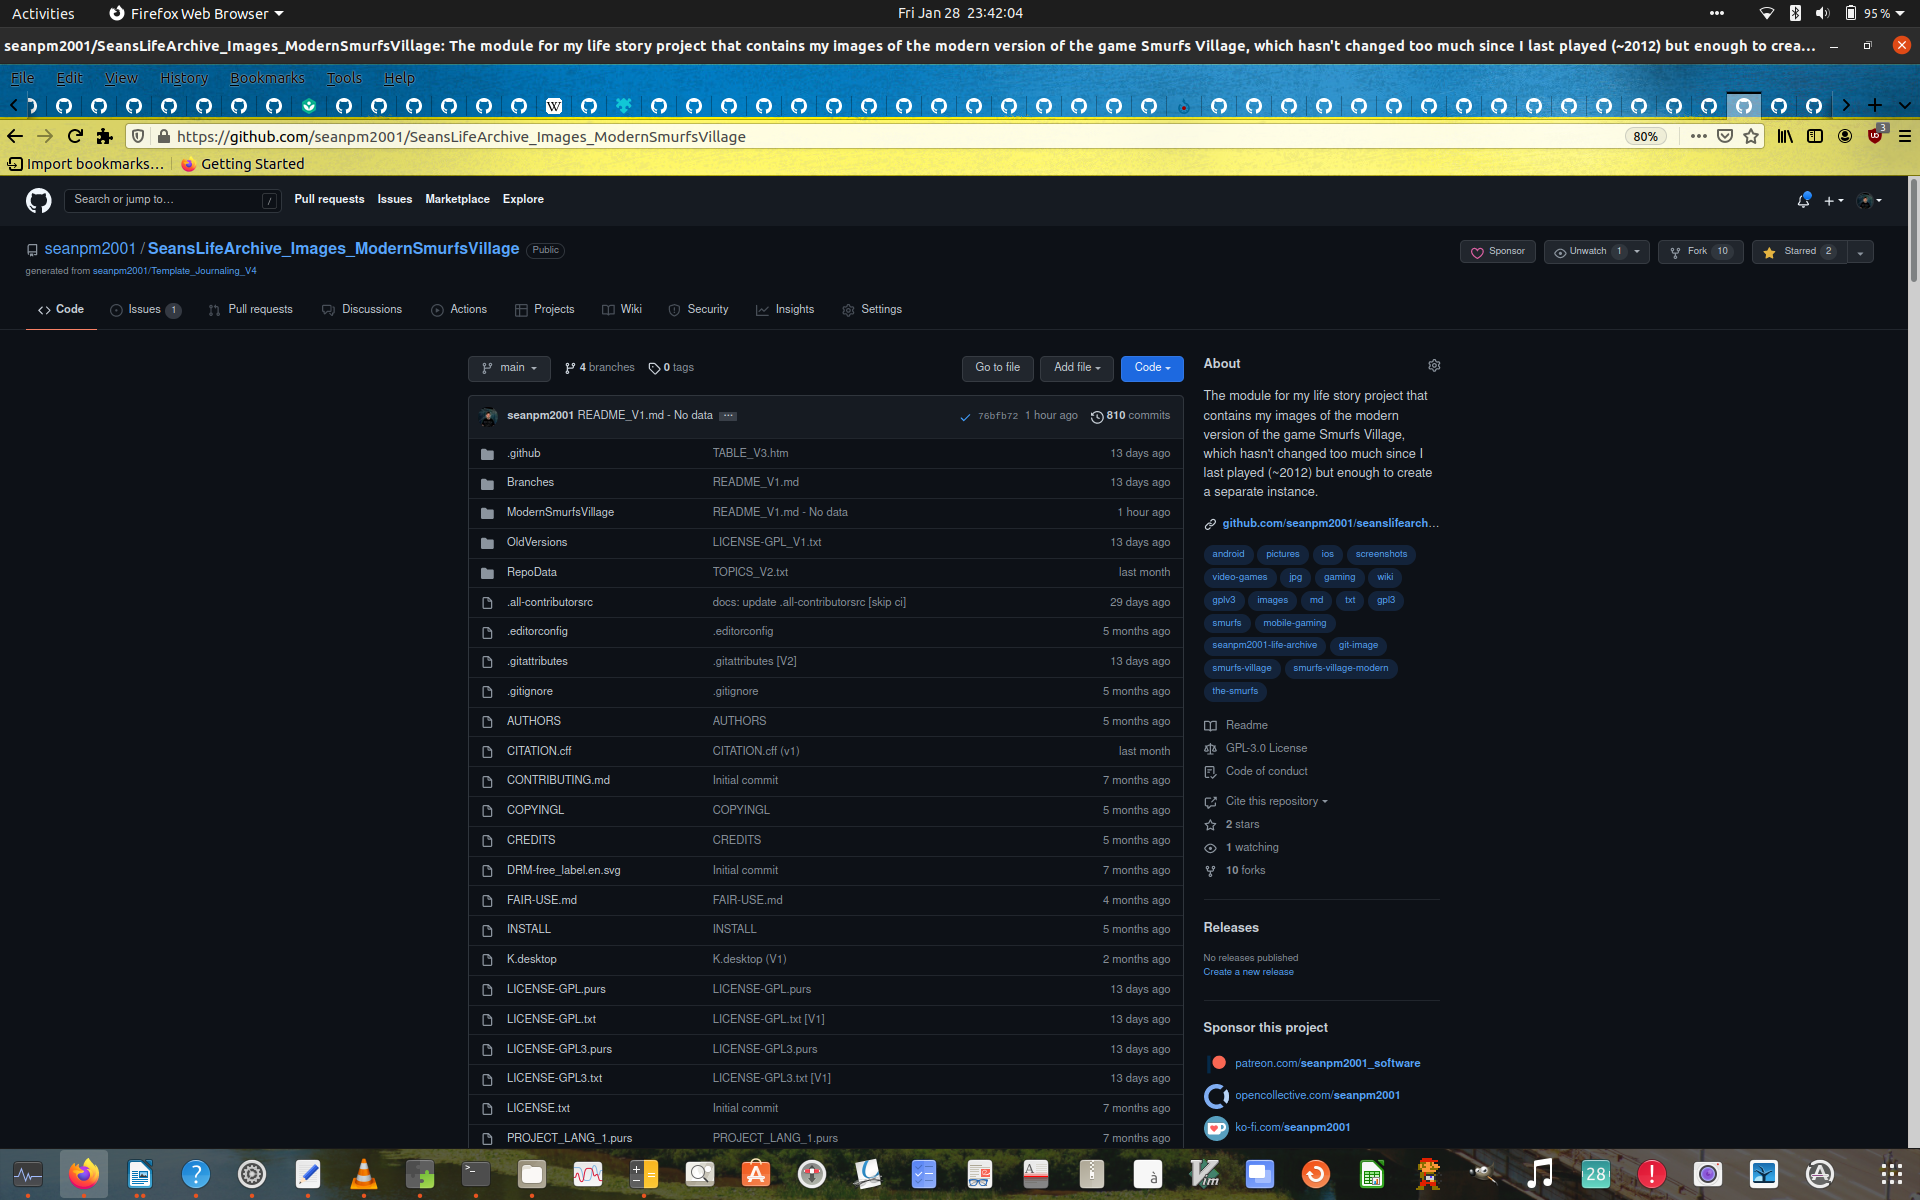 Activities
Firefox Web Browser
Fri Jan 28 23:42:04
95 %
seanpm2001/SeansLifeArchive_Images_ModernSmurfsVillage: The module for my life story project that contains my images of the modern version of the game Smurfs Village, which hasn't changed too much since I last played (~2012) but enough to crea...
File Edit View History Bookmarks Tools Help
https://github.com/seanpm2001/SeansLifeArchive_Images_ModernSmurfsVillage
80%
3
Import bookmarks...
Getting Started
Search or jump to...
/
Pull requests Issues Marketplace Explore
seanpm2001 / SeansLifeArchive_Images_ModernSmurfsVillage Public
generated from seanpm2001/Template_Journaling_V4
Sponsor
Unwatch 1
Fork 10
Starred 2
Code
Issues 1
Pull requests
Discussions
Actions
Projects
Wiki
Security
Insights
Settings
main
4 branches
0 tags
Go to file
Add file
Code
seanpm2001 README_V1.md - No data ... 76bfb72 1 hour ago 810 commits
.github TABLE_V3.htm 13 days ago
Branches README_V1.md 13 days ago
ModernSmurfsVillage README_V1.md - No data 1 hour ago
OldVersions LICENSE-GPL_V1.txt 13 days ago
RepoData TOPICS_V2.txt last month
.all-contributorsrc docs: update .all-contributorsrc [skip ci] 29 days ago
.editorconfig .editorconfig 5 months ago
.gitattributes .gitattributes [V2] 13 days ago
.gitignore .gitignore 5 months ago
AUTHORS AUTHORS 5 months ago
CITATION.cff CITATION.cff (v1) last month
CONTRIBUTING.md Initial commit 7 months ago
COPYINGL COPYINGL 5 months ago
CREDITS CREDITS 5 months ago
DRM-free_label.en.svg Initial commit 7 months ago
FAIR-USE.md FAIR-USE.md 4 months ago
INSTALL INSTALL 5 months ago
K.desktop K.desktop (V1) 2 months ago
LICENSE-GPL.purs LICENSE-GPL.purs 13 days ago
LICENSE-GPL.txt LICENSE-GPL.txt [V1] 13 days ago
LICENSE-GPL3.purs LICENSE-GPL3.purs 13 days ago
LICENSE-GPL3.txt LICENSE-GPL3.txt [V1] 13 days ago
LICENSE.txt Initial commit 7 months ago
PROJECT_LANG_1.purs PROJECT_LANG_1.purs 7 months ago
About
The module for my life story project that
contains my images of the modern
version of the game Smurfs Village,
which hasn't changed too much since I
last played (~2012) but enough to create
a separate instance.
github.com/seanpm2001/seanslifearch...
android pictures ios screenshots
video-games jpg gaming wiki
gplv3 images md txt gpl3
smurfs mobile-gaming
seanpm2001-life-archive git-image
smurfs-village smurfs-village-modern
the-smurfs
Readme
GPL-3.0 License
Code of conduct
Cite this repository
2 stars
1 watching
10 forks
Releases
No releases published
Create a new release
Sponsor this project
patreon.com/seanpm2001_software
opencollective.com/seanpm2001
ko-fi.com/seanpm2001
28